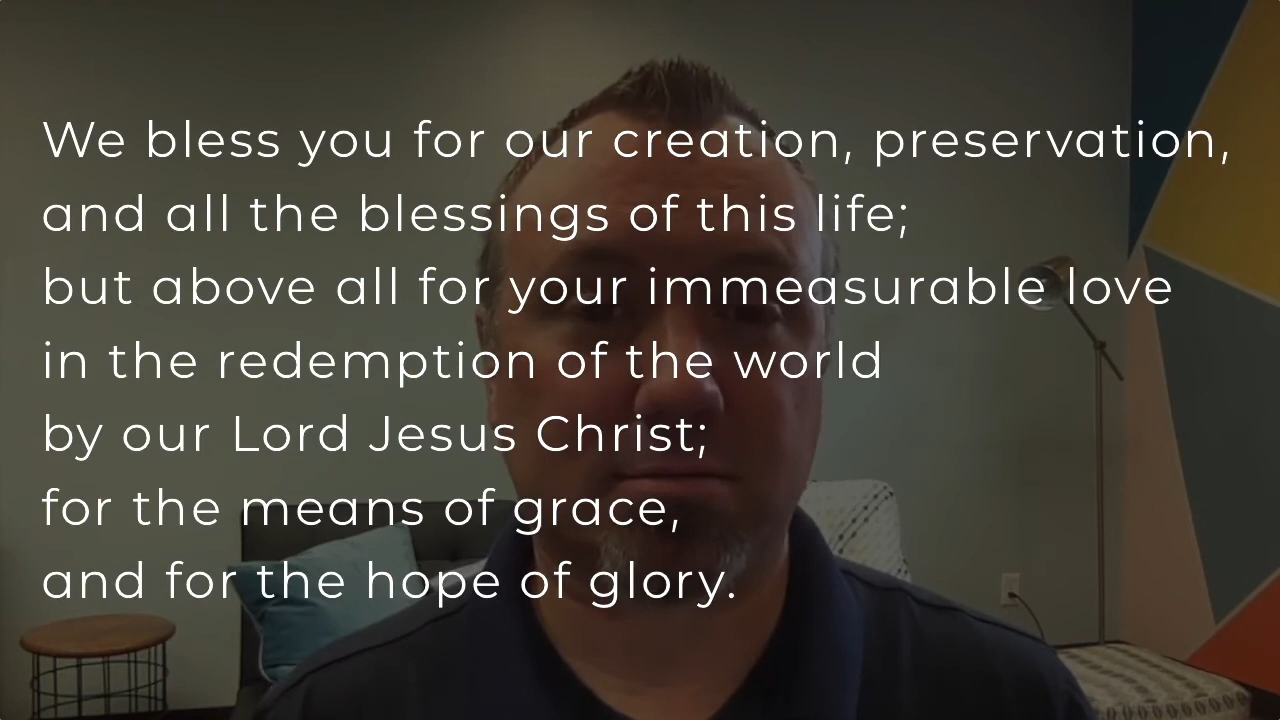 We bless you for our creation, preservation,
and all the blessings of this life;
but above all for your immeasurable love
in the redemption of the world
by our Lord Jesus Christ;
for the means of grace,
and for the hope of glory.